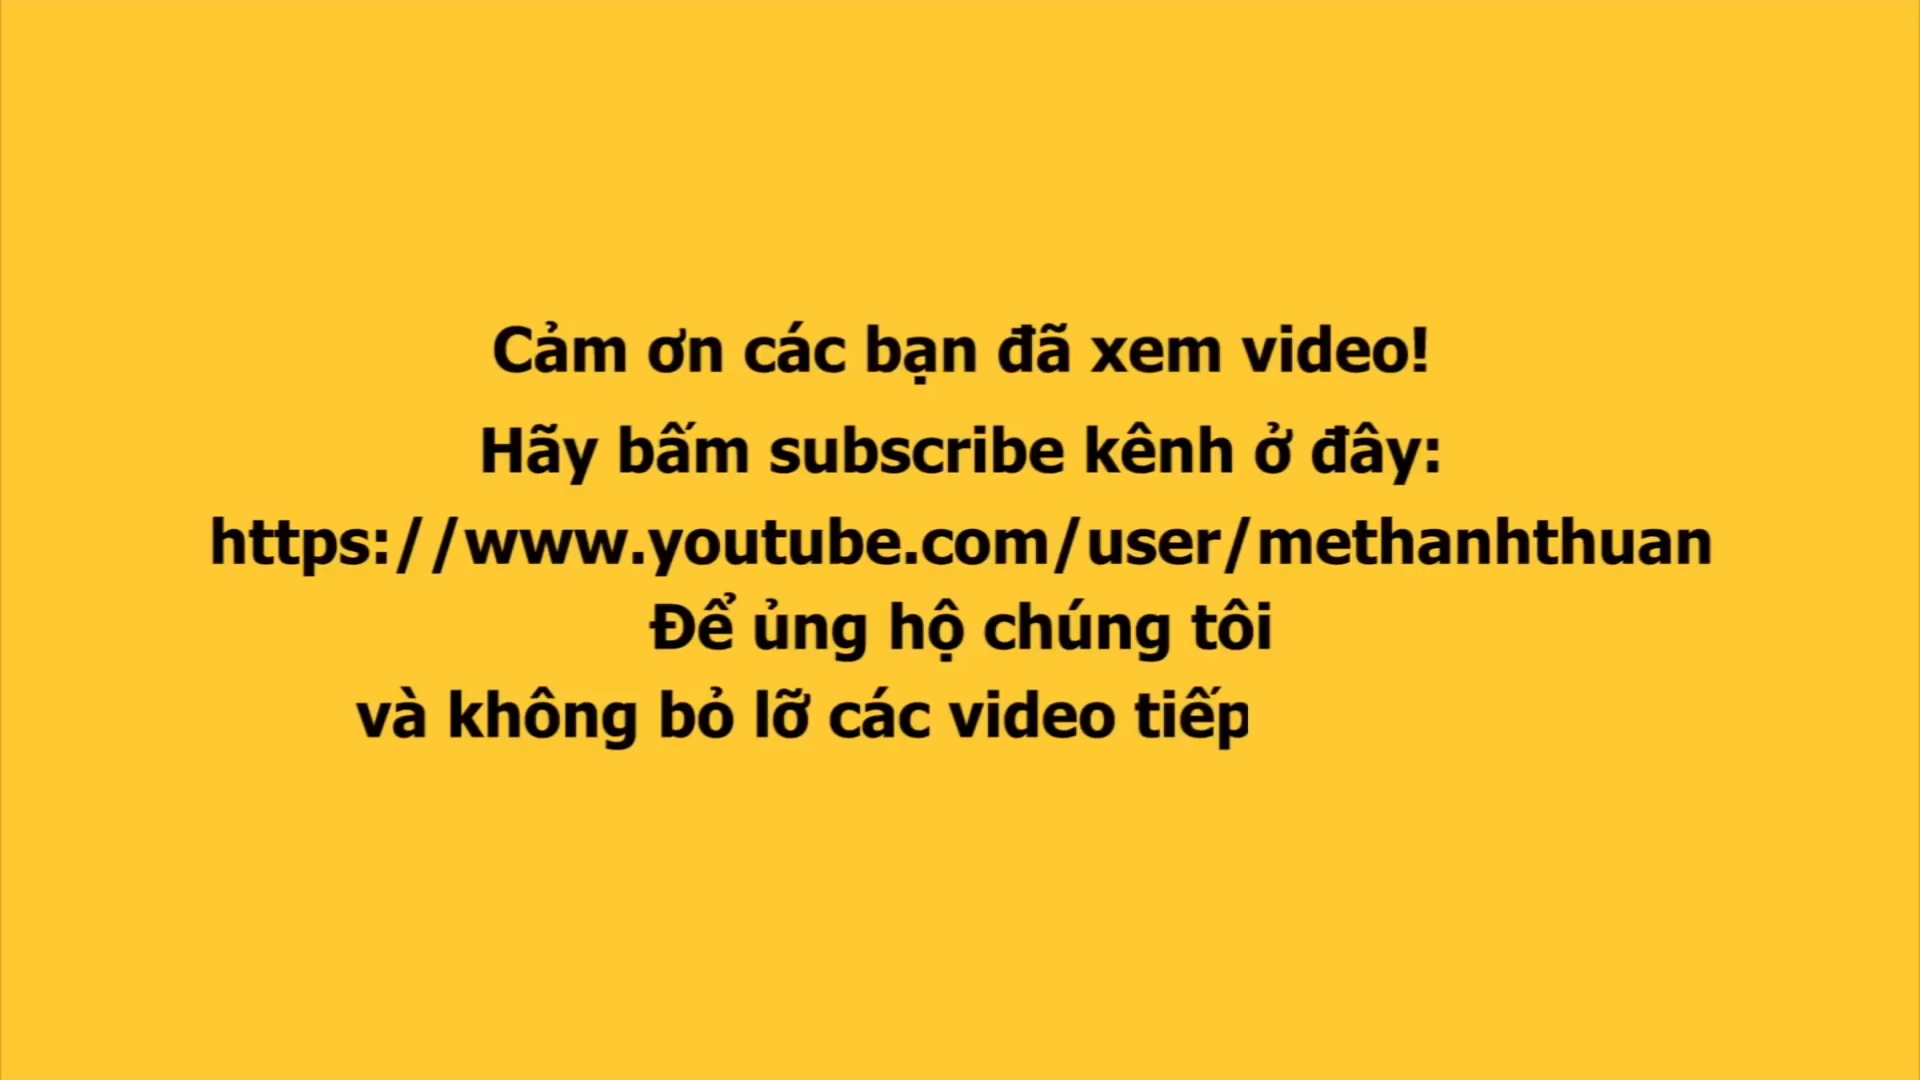 Cảm ơn các bạn đã xem video!
Hãy bấm subscribe kênh ở đây:
https://www.youtube.com/user/methanhthuan
Để ủng hộ chúng tôi
và không bỏ lỡ các video tiếp